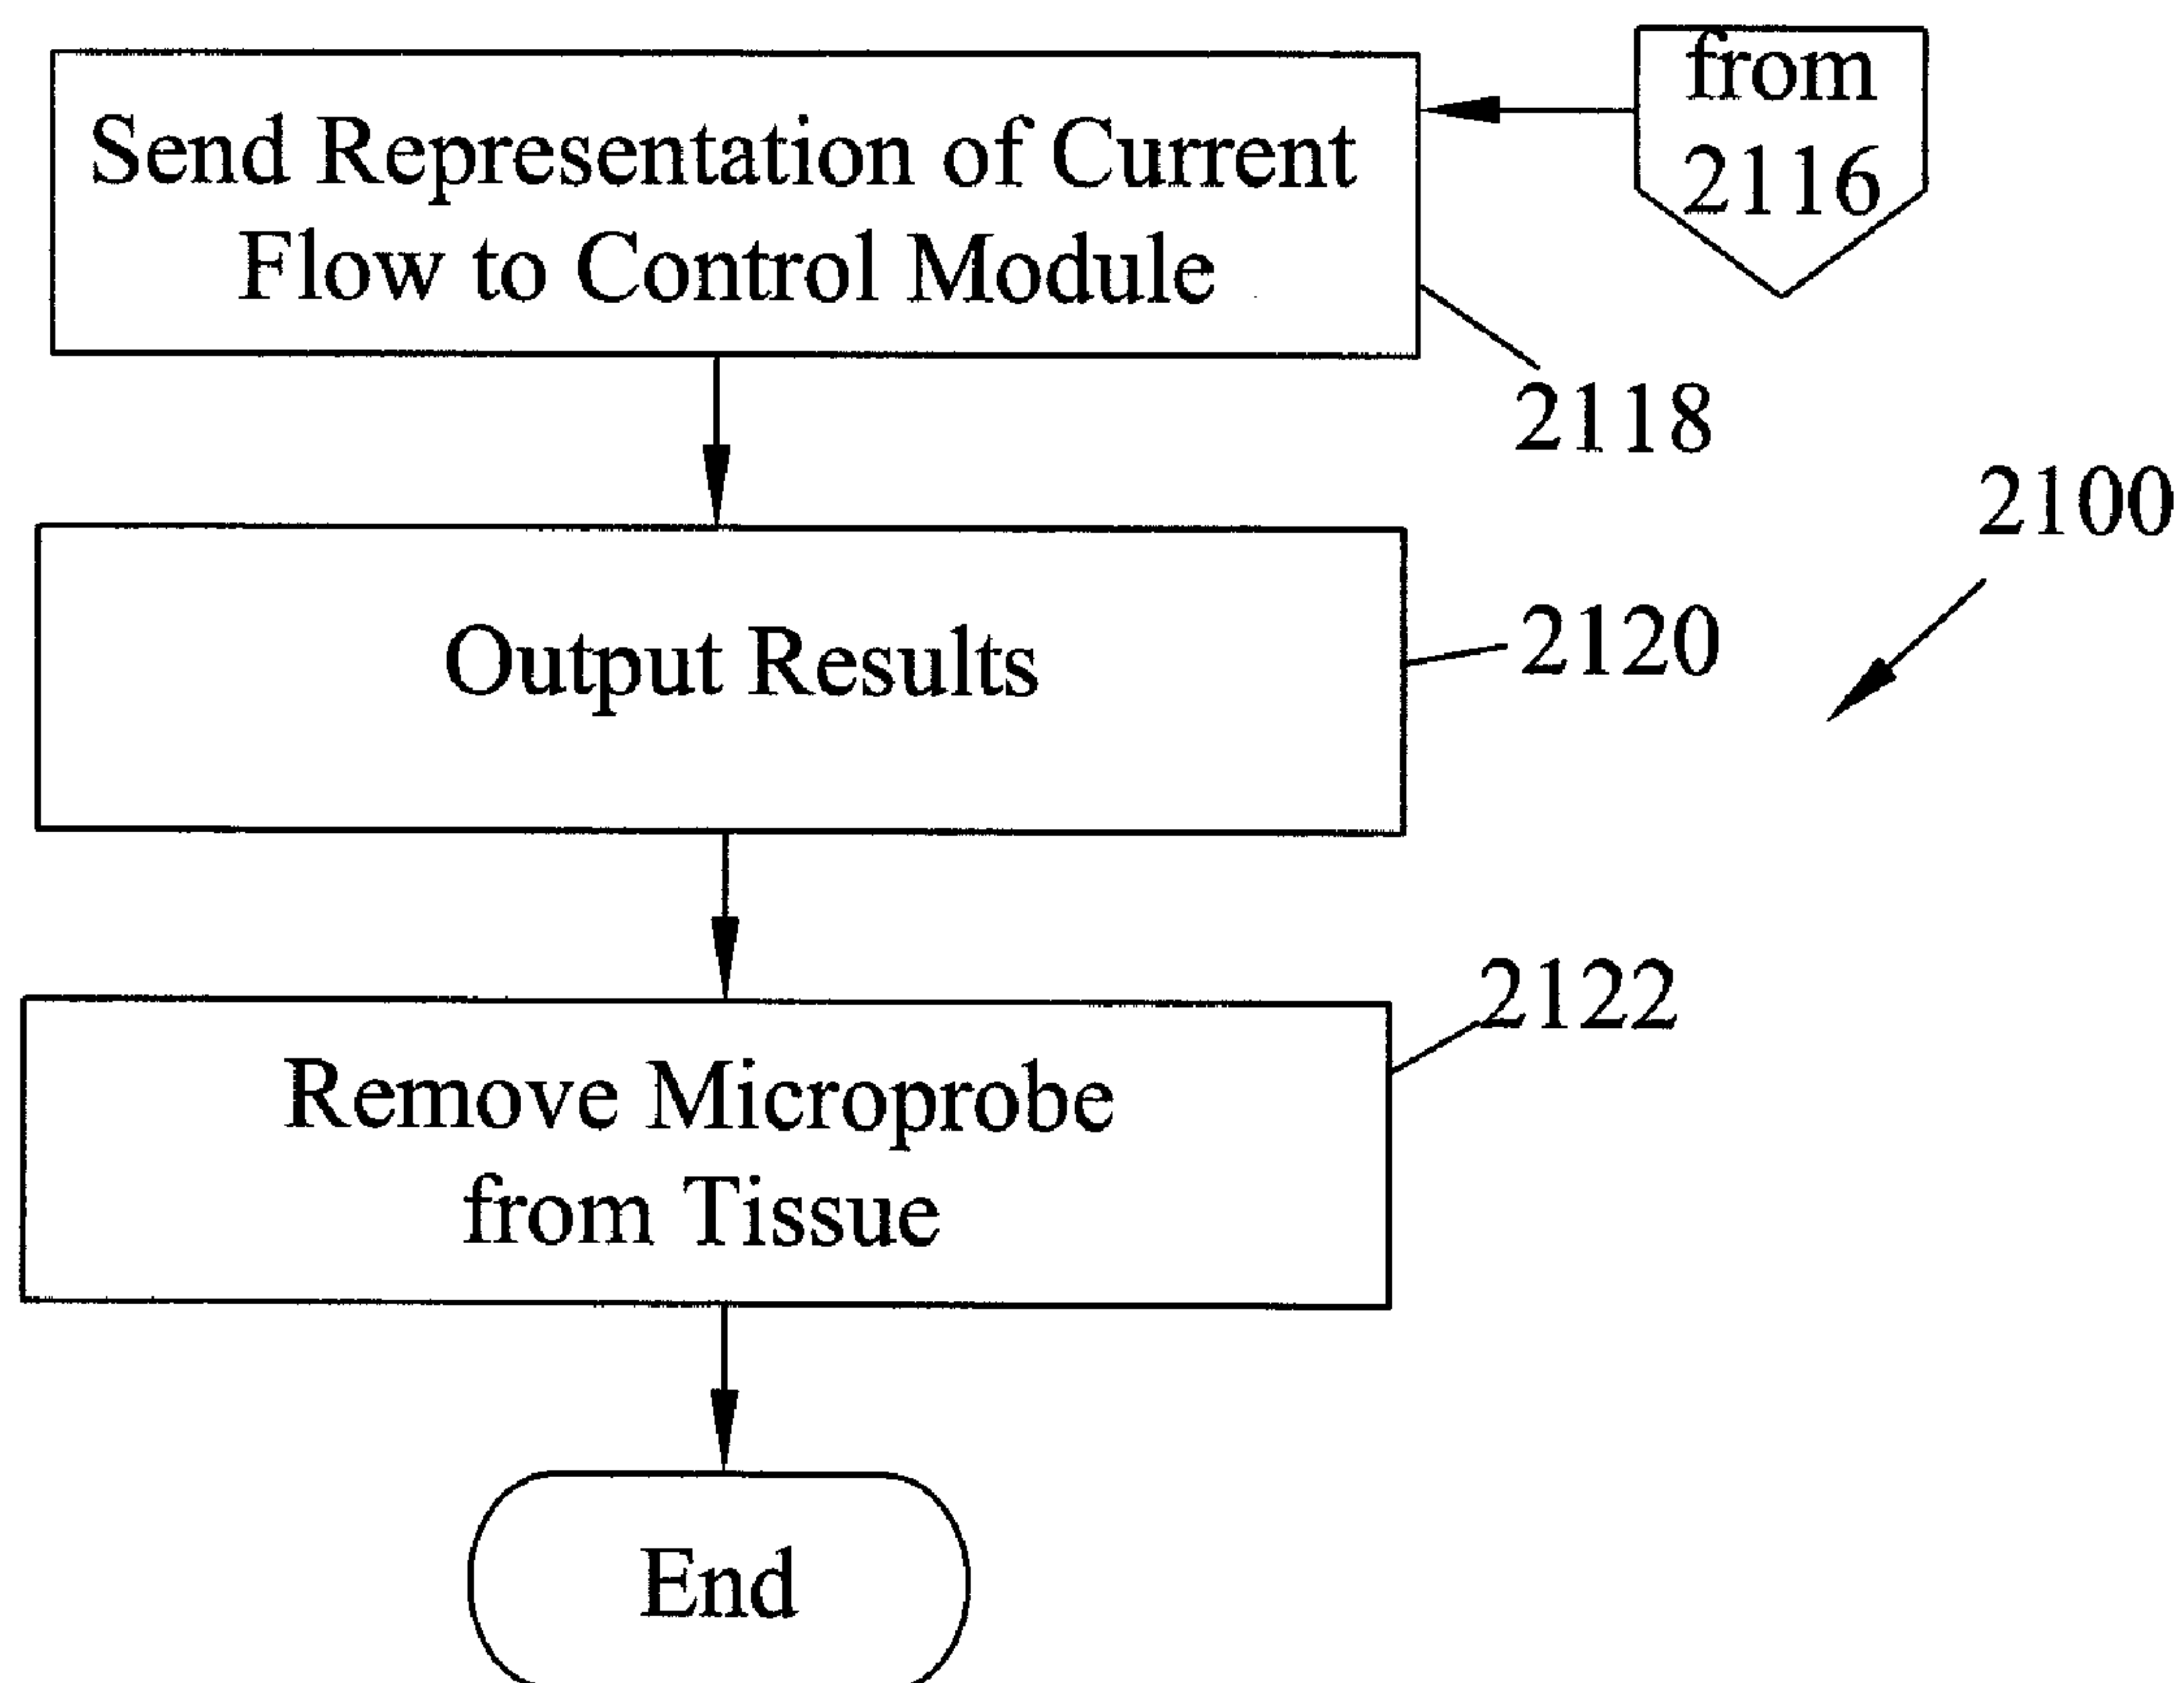 from
2116
Send Representation of Current
Flow to Control Module
2118
2100
Output Results
2120
2122
Remove Microprobe
from Tissue
End